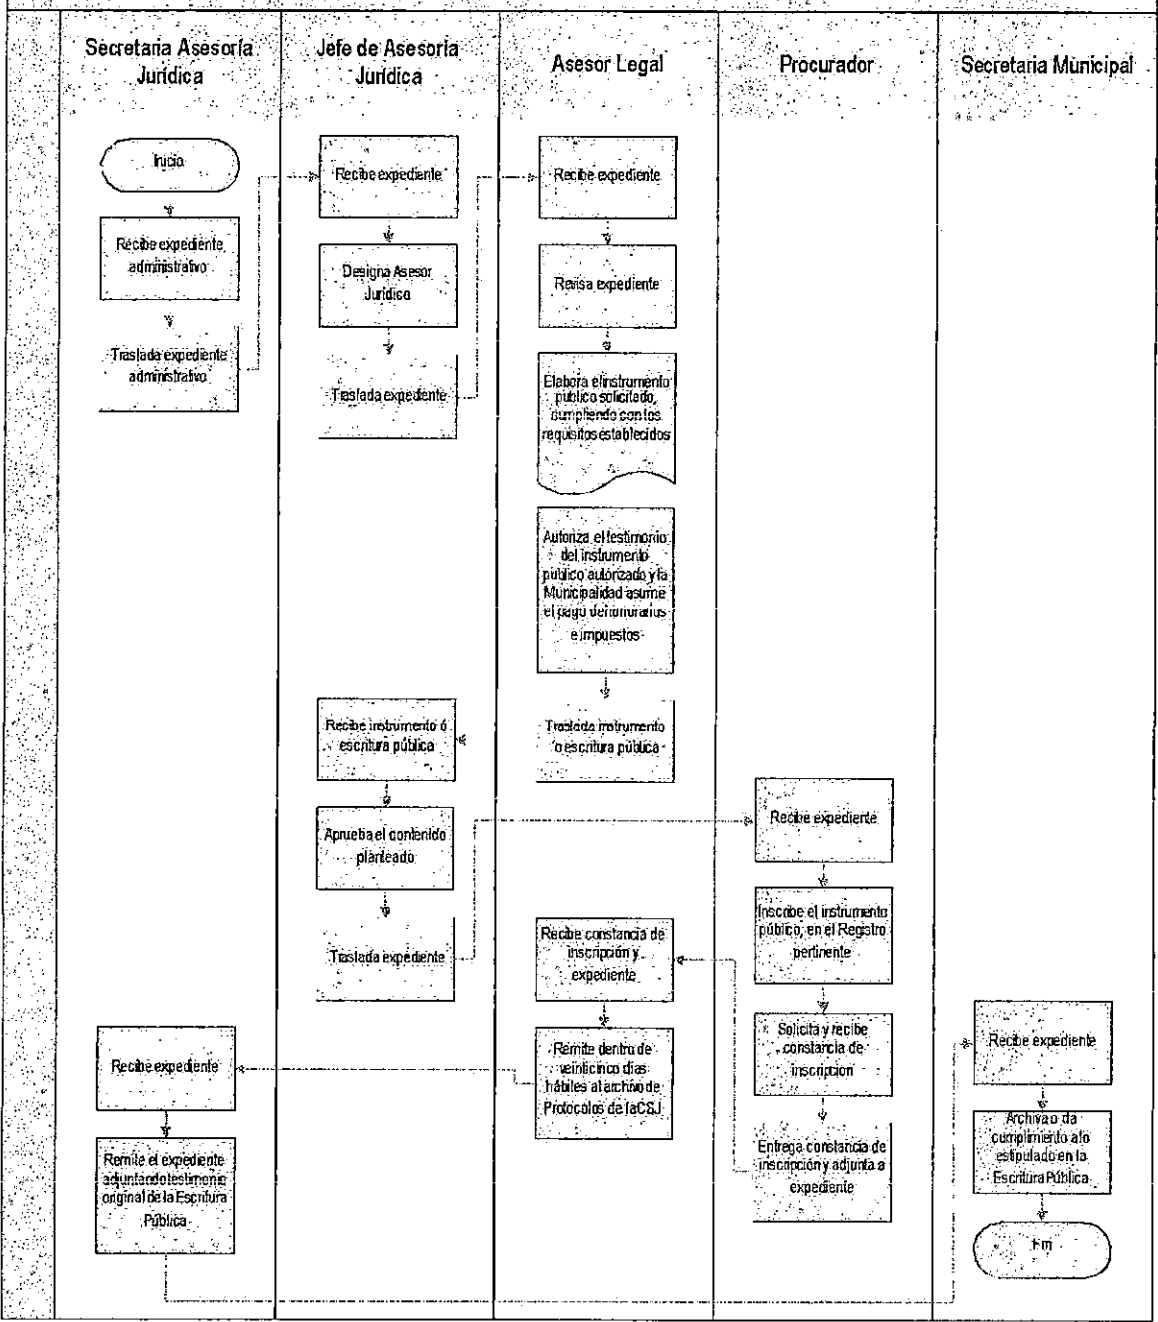 Secretaria Asesoría
Jurídica
Jefe de Asesoría
Jurídica
Asesor Legal
Procurador
Secretaria Municipal
Inicio
Recibe expediente
administrativo
Traslada expediente
administrativo
Recibe expediente
Designa Asesor
Jurídico
Traslada expediente
Recibe expediente
Revisa expediente
Elabora el instrumento
público solicitado,
cumpliendo con los
requisitos establecidos
Autoriza el testimonio
del instrumento
público autorizado y la
Municipalidad asume
el pago de honorarios
e impuestos
Traslada instrumento
o escritura pública
Recibe instrumento ó
escritura pública
Aprueba el contenido
planteado
Traslada expediente
Recibe expediente
Inscribe el instrumento
público, en el Registro
pertinente
Solicita y recibe
constancia de
inscripción
Entrega constancia de
inscripción y adjunta a
expediente
Recibe constancia de
inscripción y
expediente
Remite dentro de
veinticinco días
hábiles al archivo de
Protocolos de la CSJ
Recibe expediente
Remite el expediente
adjuntando testimonio
original de la Escritura
Pública
Recibe expediente
Archiva o da
cumplimiento a lo
estipulado en la
Escritura Pública
Fin